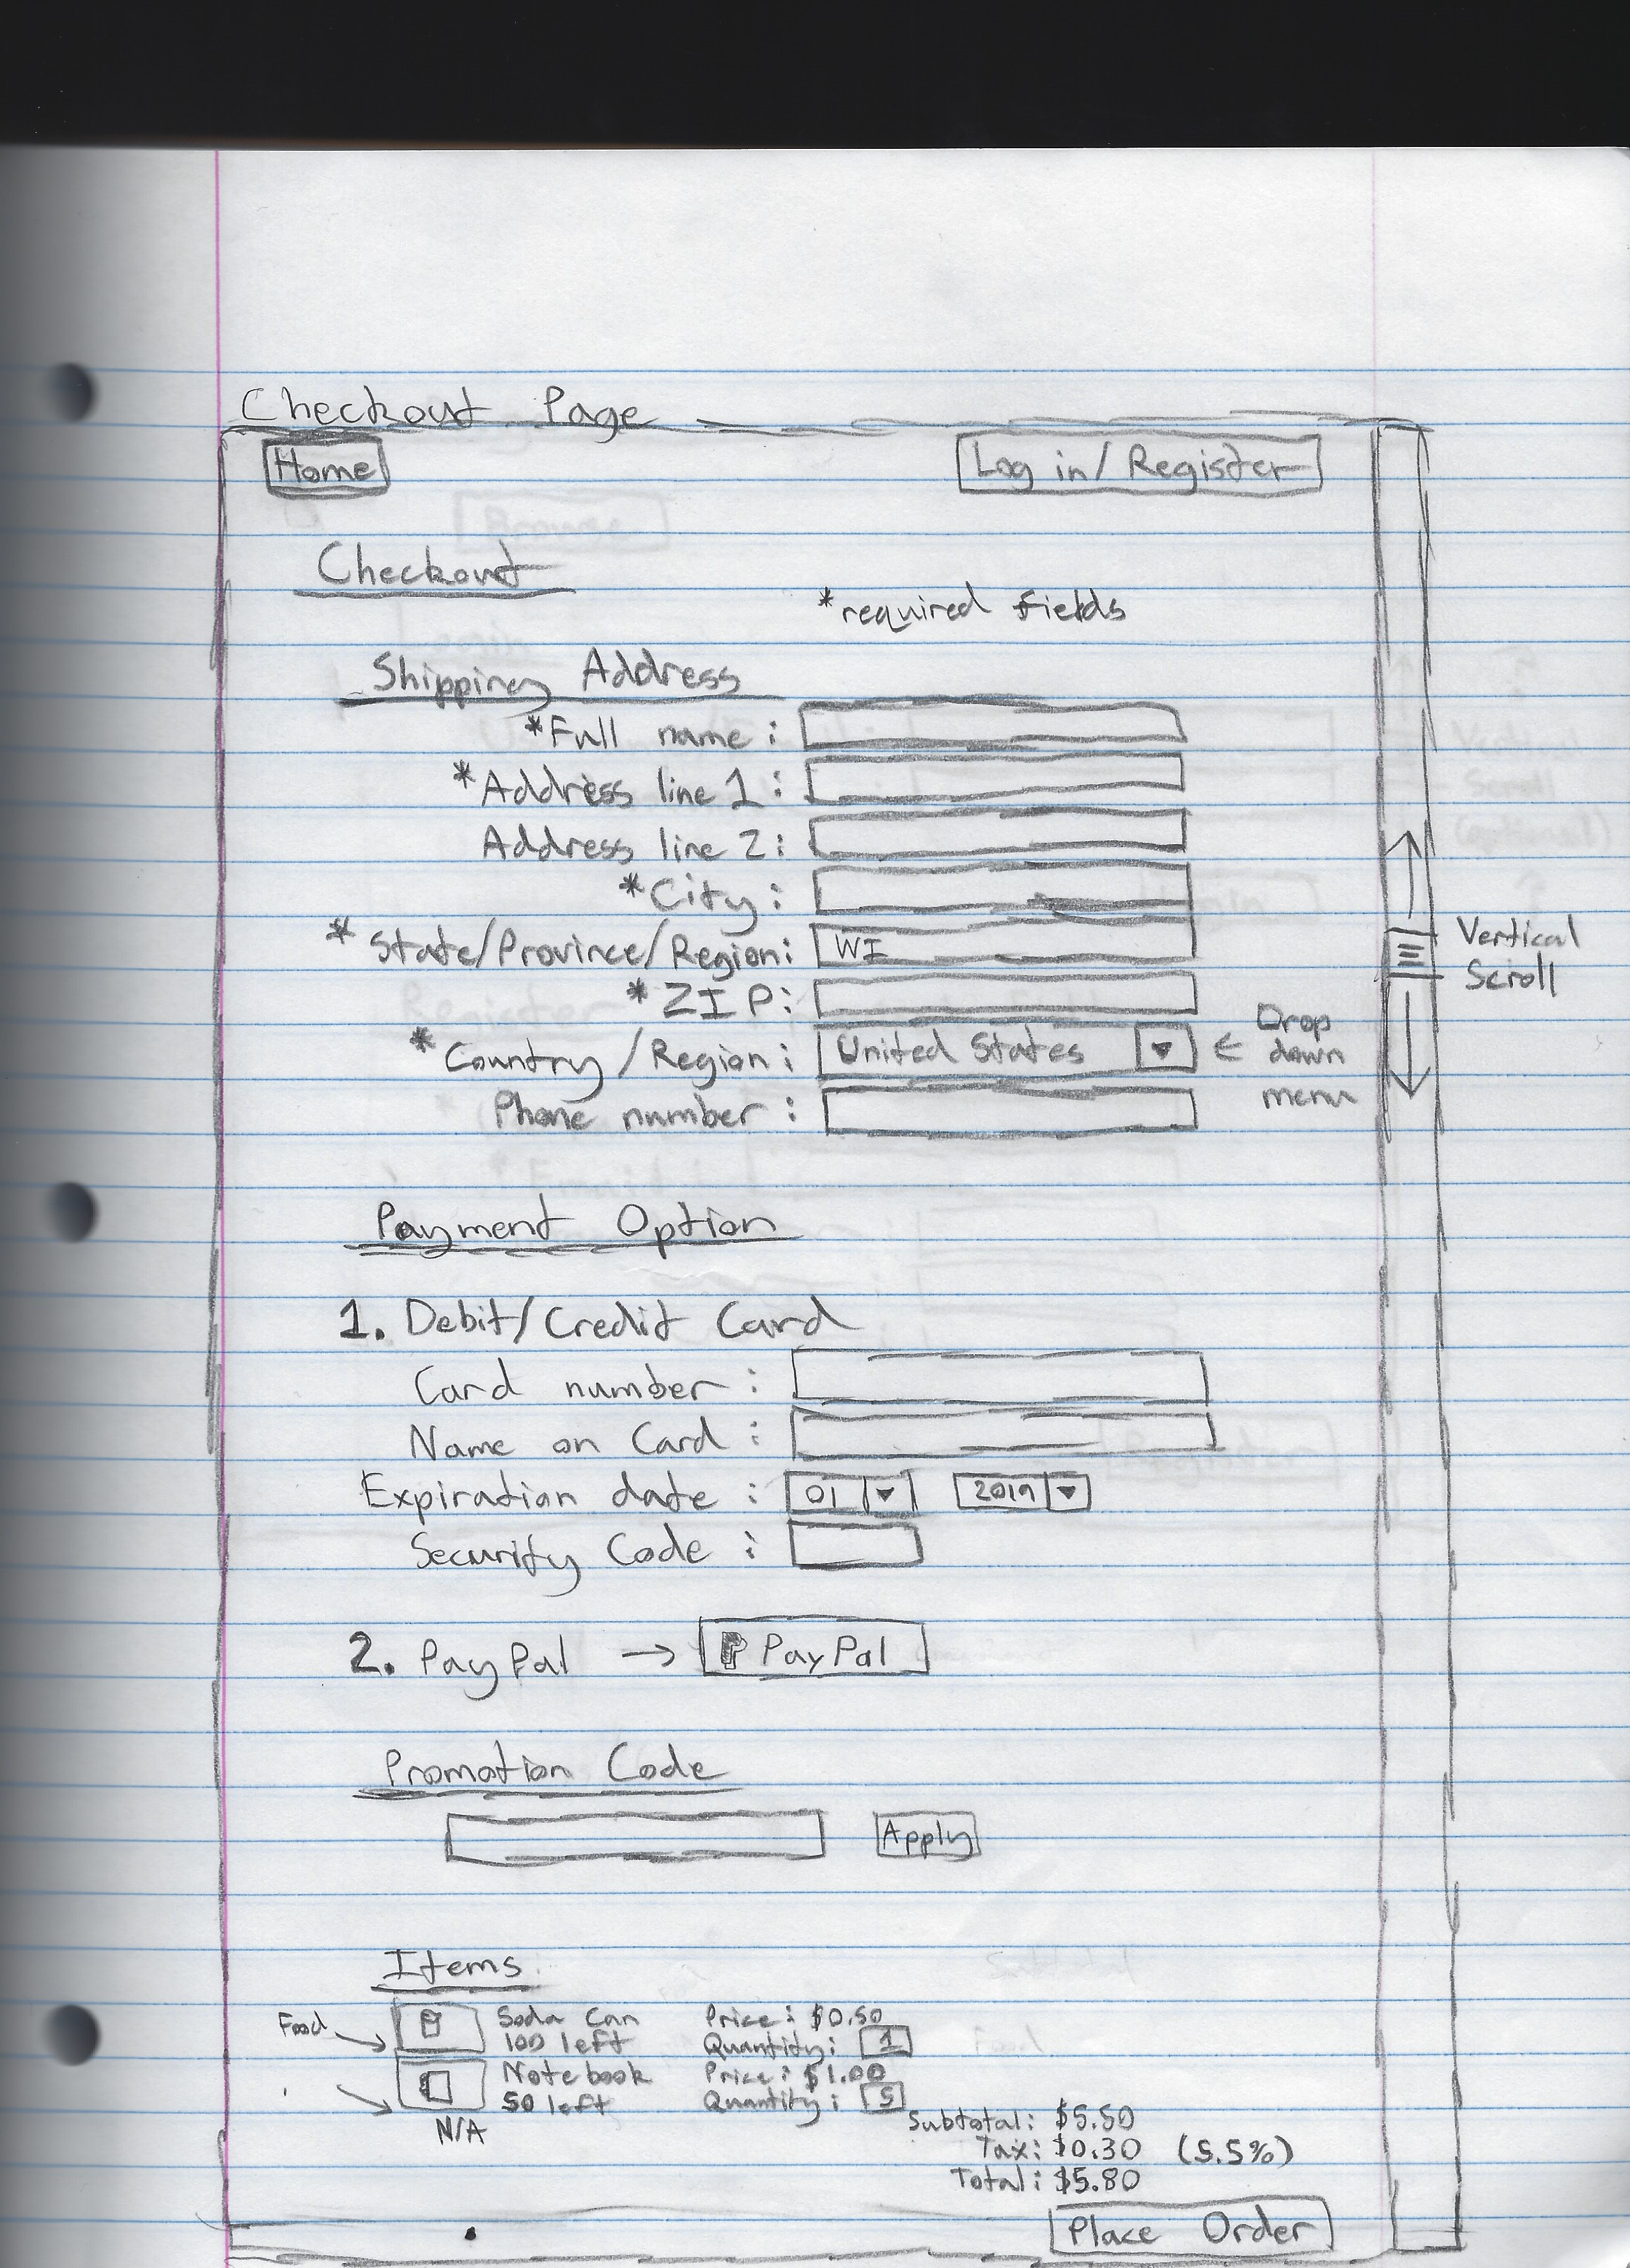 Checkout Page
Home
Log in/Register
Checkout
*required fields
Shipping Address
*Full name:
*Address line 1:
Address line 2:
*City:
*State/Province/Region: WI
*ZIP:
*Country/Region: United States
← Drop down menu
Phone number:
Vertical Scroll
Payment Option
1. Debit/Credit Card
Card number:
Name on Card:
Expiration date: 01 2019
Security Code:
2. PayPal → P PayPal
Promotion Code
Apply
Items
Food
Soda Can Price: $0.50
100 left Quantity: 1
Notebook Price: $1.00
50 left Quantity: 5
N/A
Subtotal: $5.50
Tax: $0.30 (5.5%)
Total: $5.80
Place Order